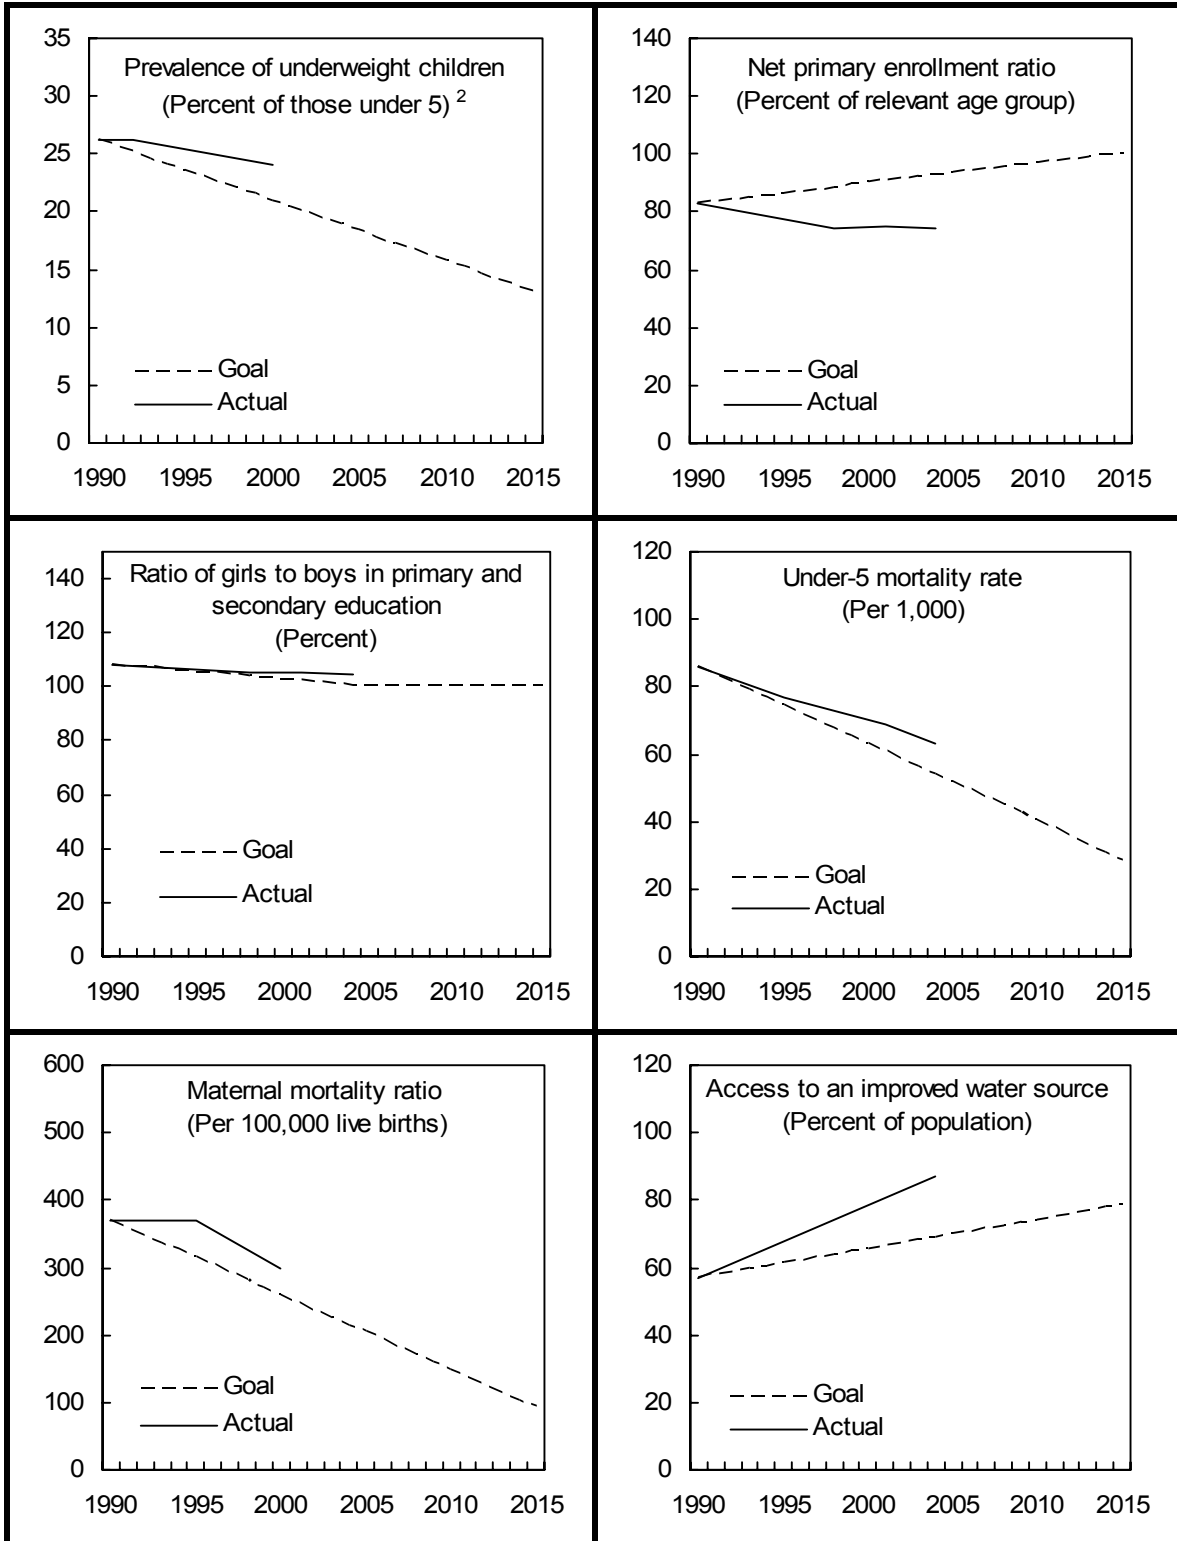 35
30
25
20
15
10
5
0
Prevalence of underweight children
(Percent of those under 5) 2
Goal
Actual
1990 1995 2000 2005 2010 2015
140
120
100
80
60
40
20
0
Net primary enrollment ratio
(Percent of relevant age group)
Goal
Actual
1990 1995 2000 2005 2010 2015
140
120
100
80
60
40
20
0
Ratio of girls to boys in primary and
secondary education
(Percent)
Goal
Actual
1990 1995 2000 2005 2010 2015
120
100
80
60
40
20
0
Under-5 mortality rate
(Per 1,000)
Goal
Actual
1990 1995 2000 2005 2010 2015
600
500
400
300
200
100
0
Maternal mortality ratio
(Per 100,000 live births)
Goal
Actual
1990 1995 2000 2005 2010 2015
120
100
80
60
40
20
0
Access to an improved water source
(Percent of population)
Goal
Actual
1990 1995 2000 2005 2010 2015